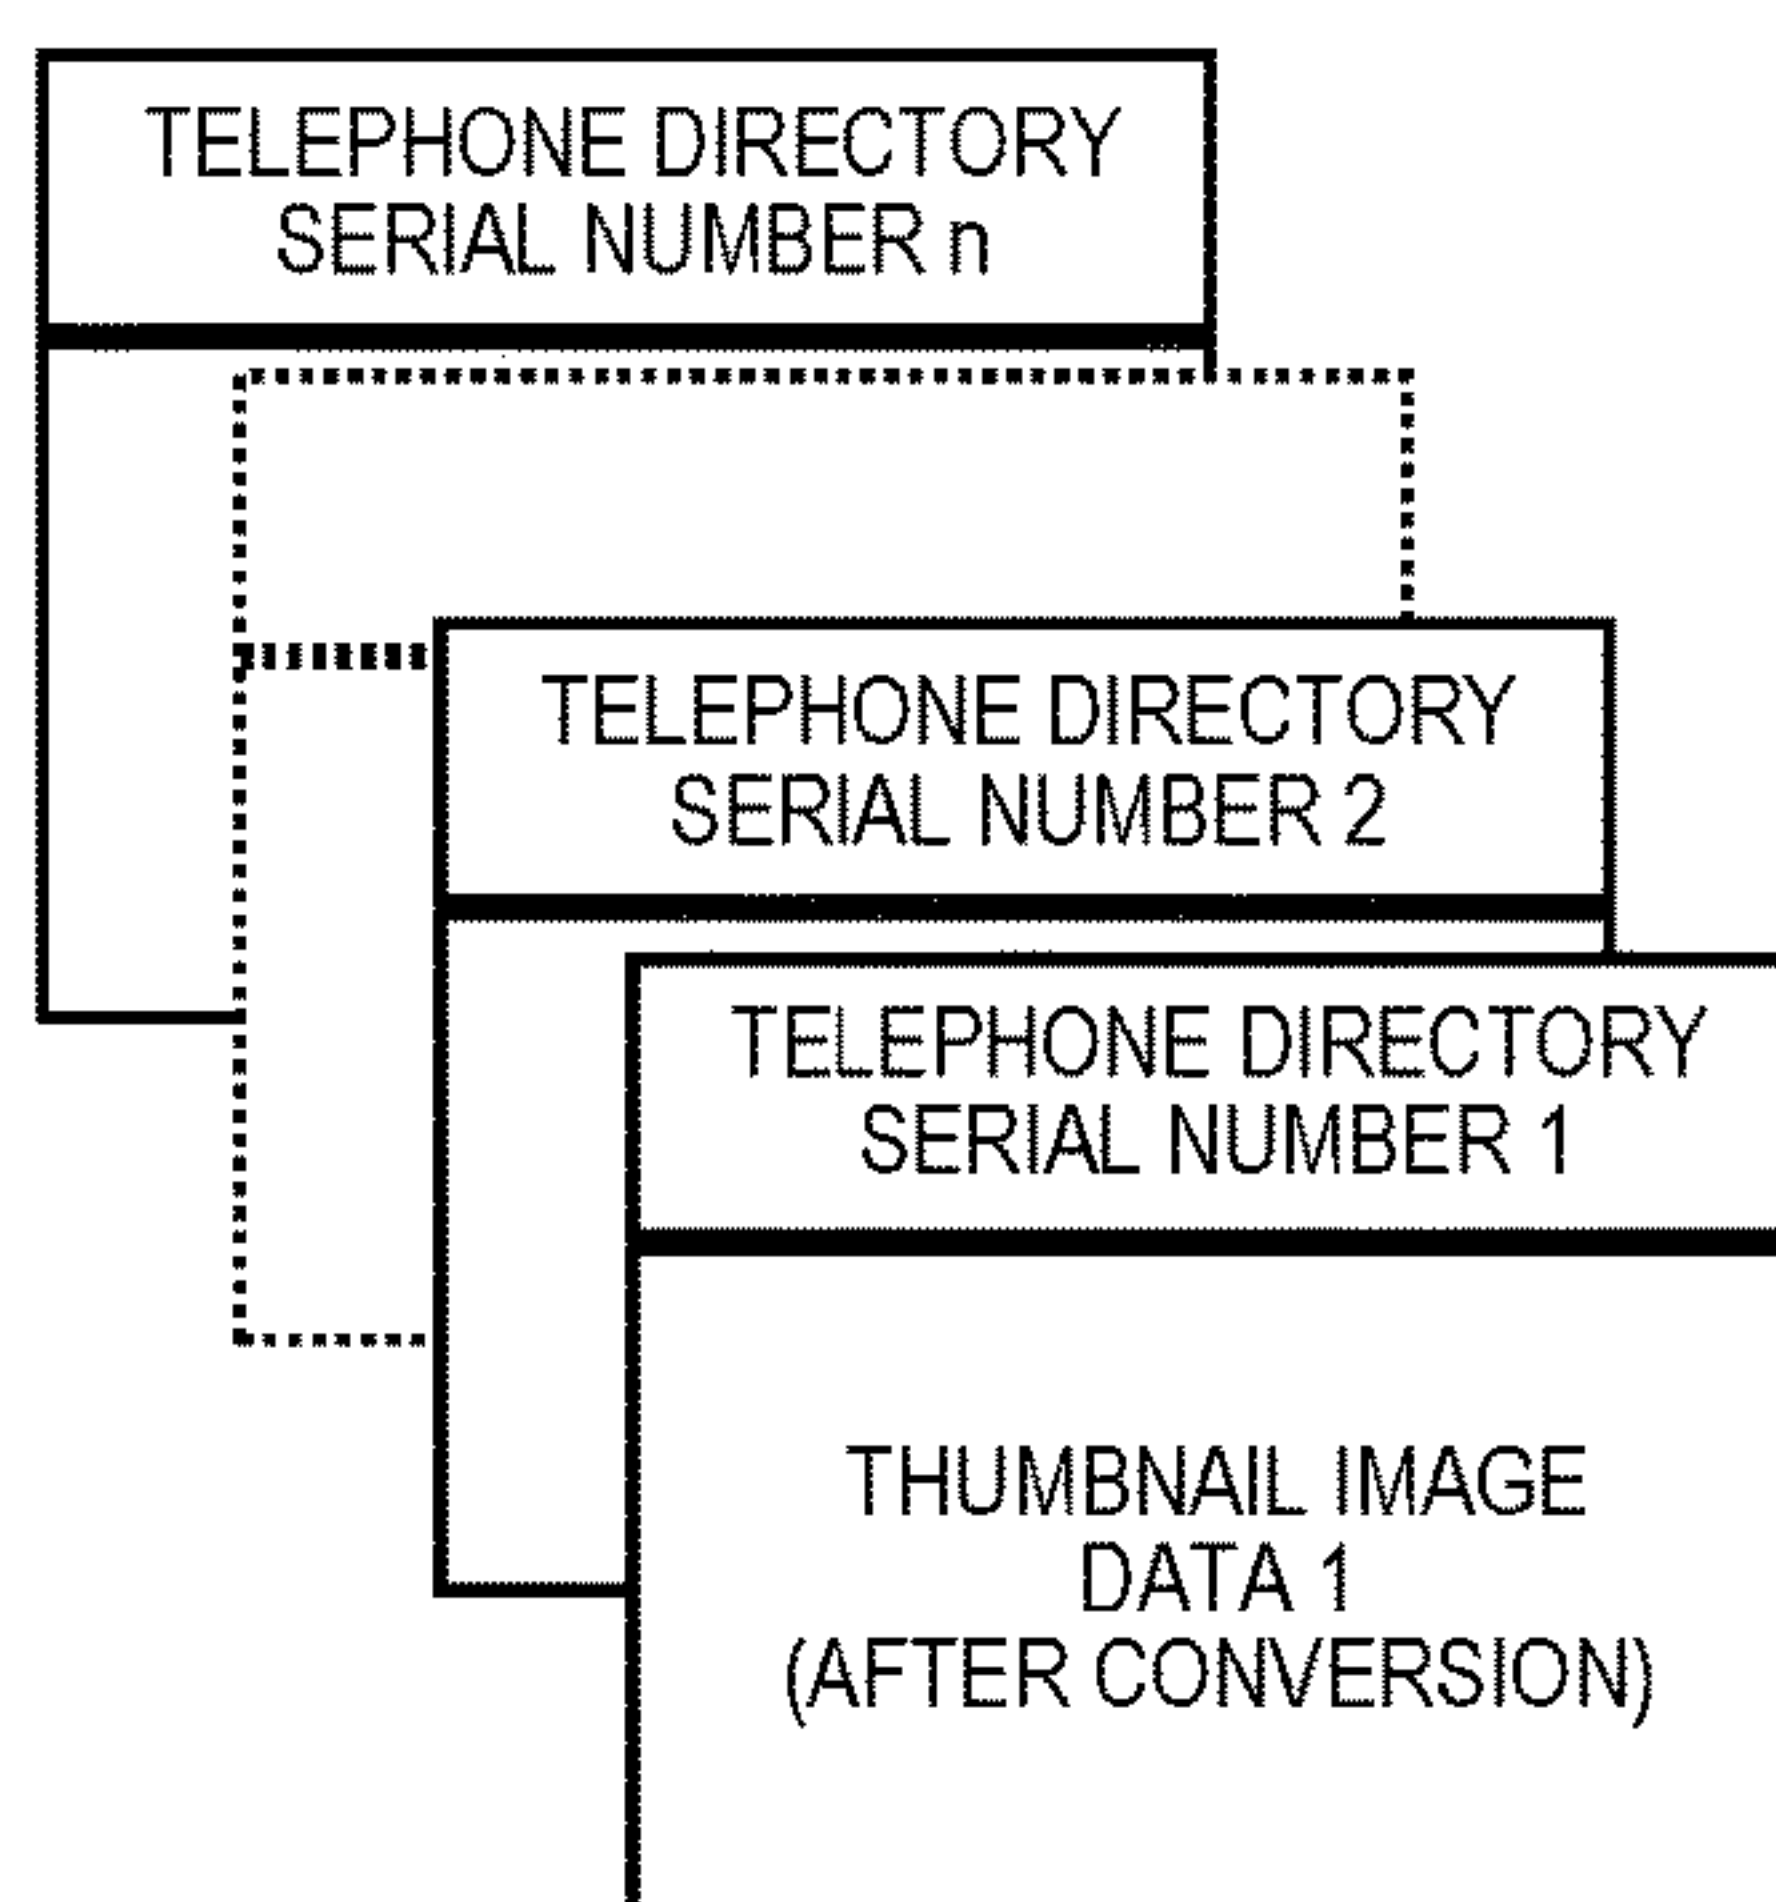 TELEPHONE DIRECTORY
SERIAL NUMBER n
TELEPHONE DIRECTORY
SERIAL NUMBER 2
TELEPHONE DIRECTORY
SERIAL NUMBER 1
THUMBNAIL IMAGE
DATA 1
(AFTER CONVERSION)